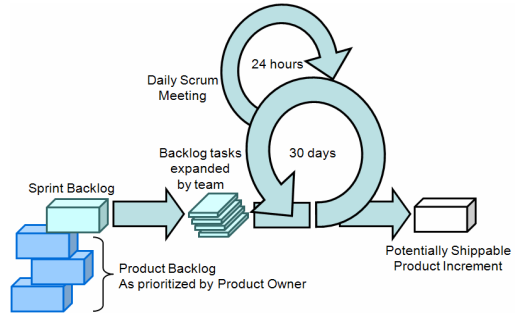 24 hours
Daily Scrum
Meeting
Backlog tasks
expanded
by team
30 days
Sprint Backlog
Potentially Shippable
Product Increment
Product Backlog
As prioritized by Product Owner